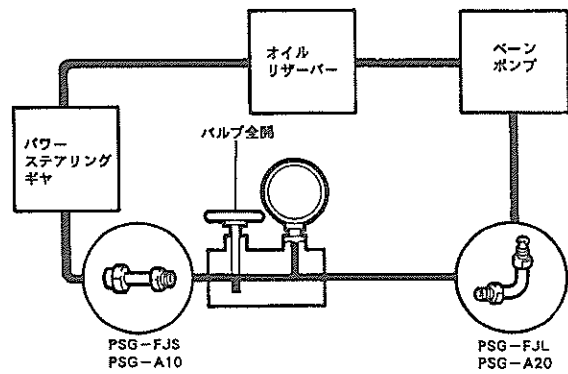 オイル
リザーバー
ベーン
ポンプ
パワー
ステアリング
ギヤ
バルブ全開
PSG-FJS
PSG-A10
PSG-FJL
PSG-A20